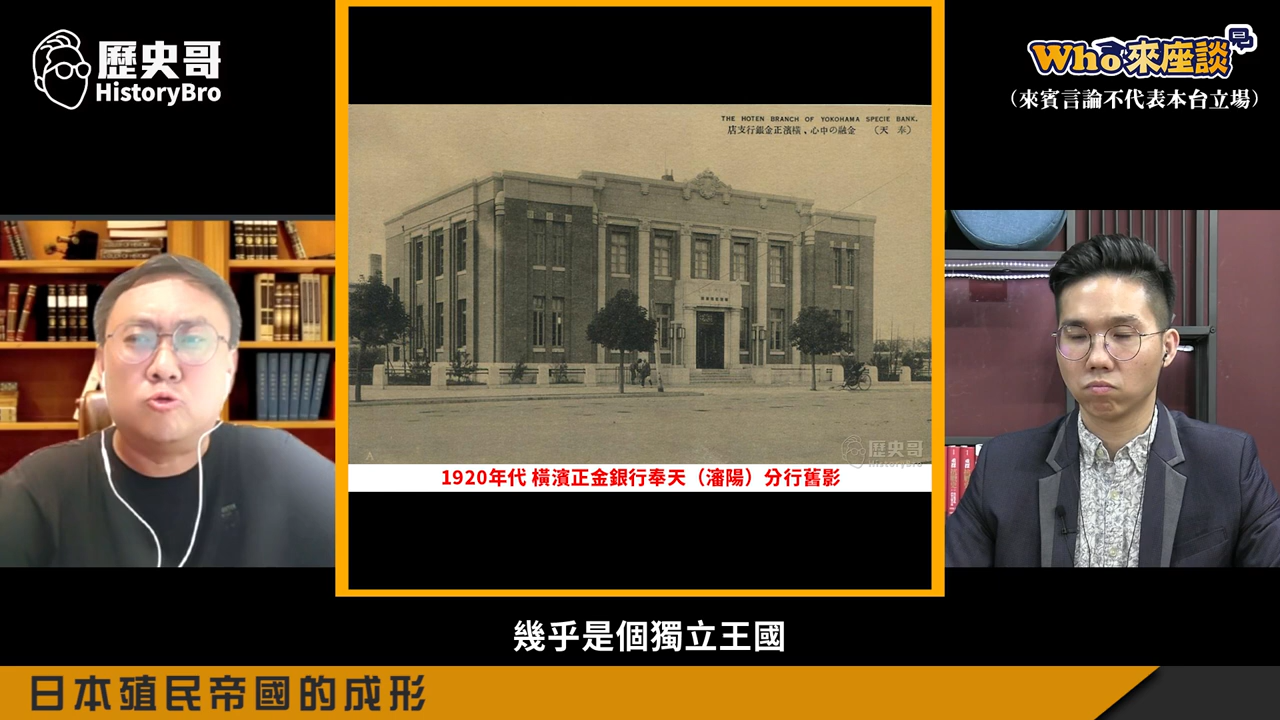 歷史哥
HistoryBro
Who來座談
（來賓言論不代表本台立場）
THE HOTEN BRANCH OF YOKOHAMA SPECIE BANK.
店支行銀金正濱橫、心中の融金 （天 奉）
A
歷史哥
HistoryBro
1920年代 橫濱正金銀行奉天（瀋陽）分行舊影
幾乎是個獨立王國
日本殖民帝國的成形